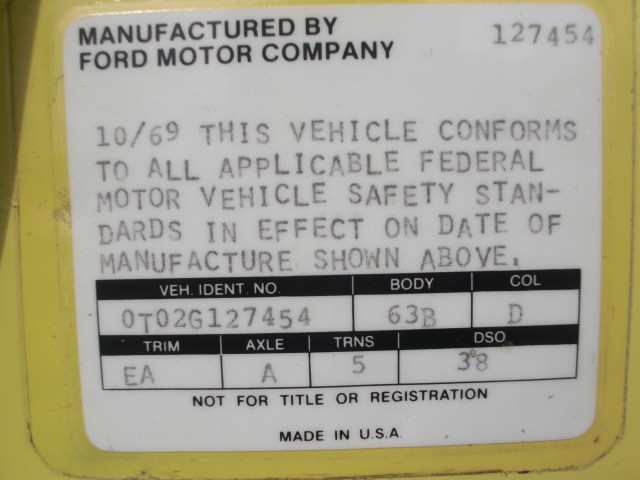 MANUFACTURED BY 127454
FORD MOTOR COMPANY
10/69 THIS VEHICLE CONFORMS
TO ALL APPLICABLE FEDERAL
MOTOR VEHICLE SAFETY STAN-
DARDS IN EFFECT ON DATE OF
MANUFACTURE SHOWN ABOVE.
VEH. IDENT. NO. BODY COL
0T02G127454 63B D
TRIM AXLE TRNS DSO
EA A 5 38
NOT FOR TITLE OR REGISTRATION
MADE IN U.S.A.